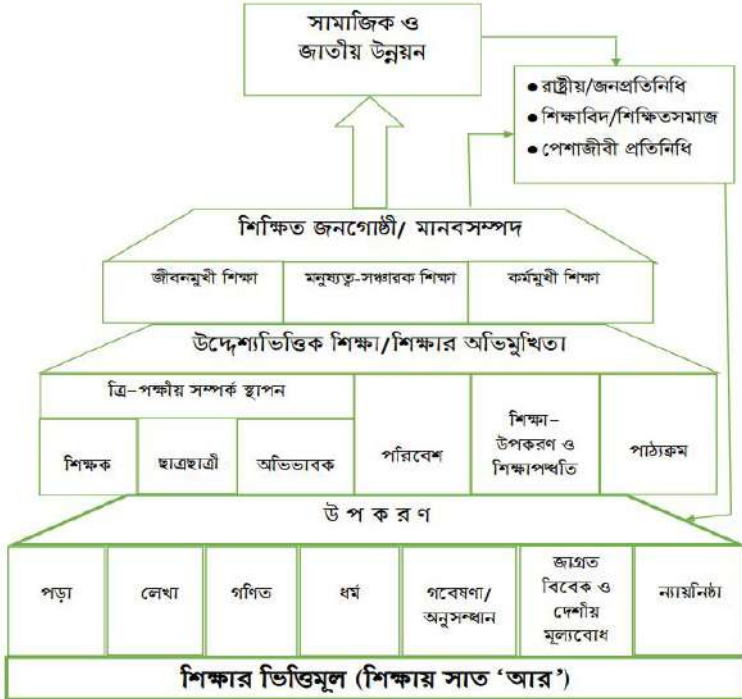 সামাজিক ও
জাতীয় উন্নয়ন
● রাষ্ট্রীয়/জনপ্রতিনিধি
● শিক্ষাবিদ/শিক্ষিতসমাজ
● পেশাজীবী প্রতিনিধি
শিক্ষিত জনগোষ্ঠী/ মানবসম্পদ
জীবনমুখী শিক্ষা
মনুষ্যত্ব-সঞ্চারক শিক্ষা
কর্মমুখী শিক্ষা
উদ্দেশ্যভিত্তিক শিক্ষা/শিক্ষার অভিমুখিতা
ত্রি-পক্ষীয় সম্পর্ক স্থাপন
শিক্ষক
ছাত্রছাত্রী
অভিভাবক
পরিবেশ
শিক্ষা-
উপকরণ ও
শিক্ষাপদ্ধতি
পাঠ্যক্রম
উ প ক র ণ
পড়া
লেখা
গণিত
ধর্ম
গবেষণা/
অনুসন্ধান
জাগ্রত
বিবেক ও
দেশীয়
মূল্যবোধ
ন্যায়নিষ্ঠা
শিক্ষার ভিত্তিমূল (শিক্ষায় সাত ‘আর’)